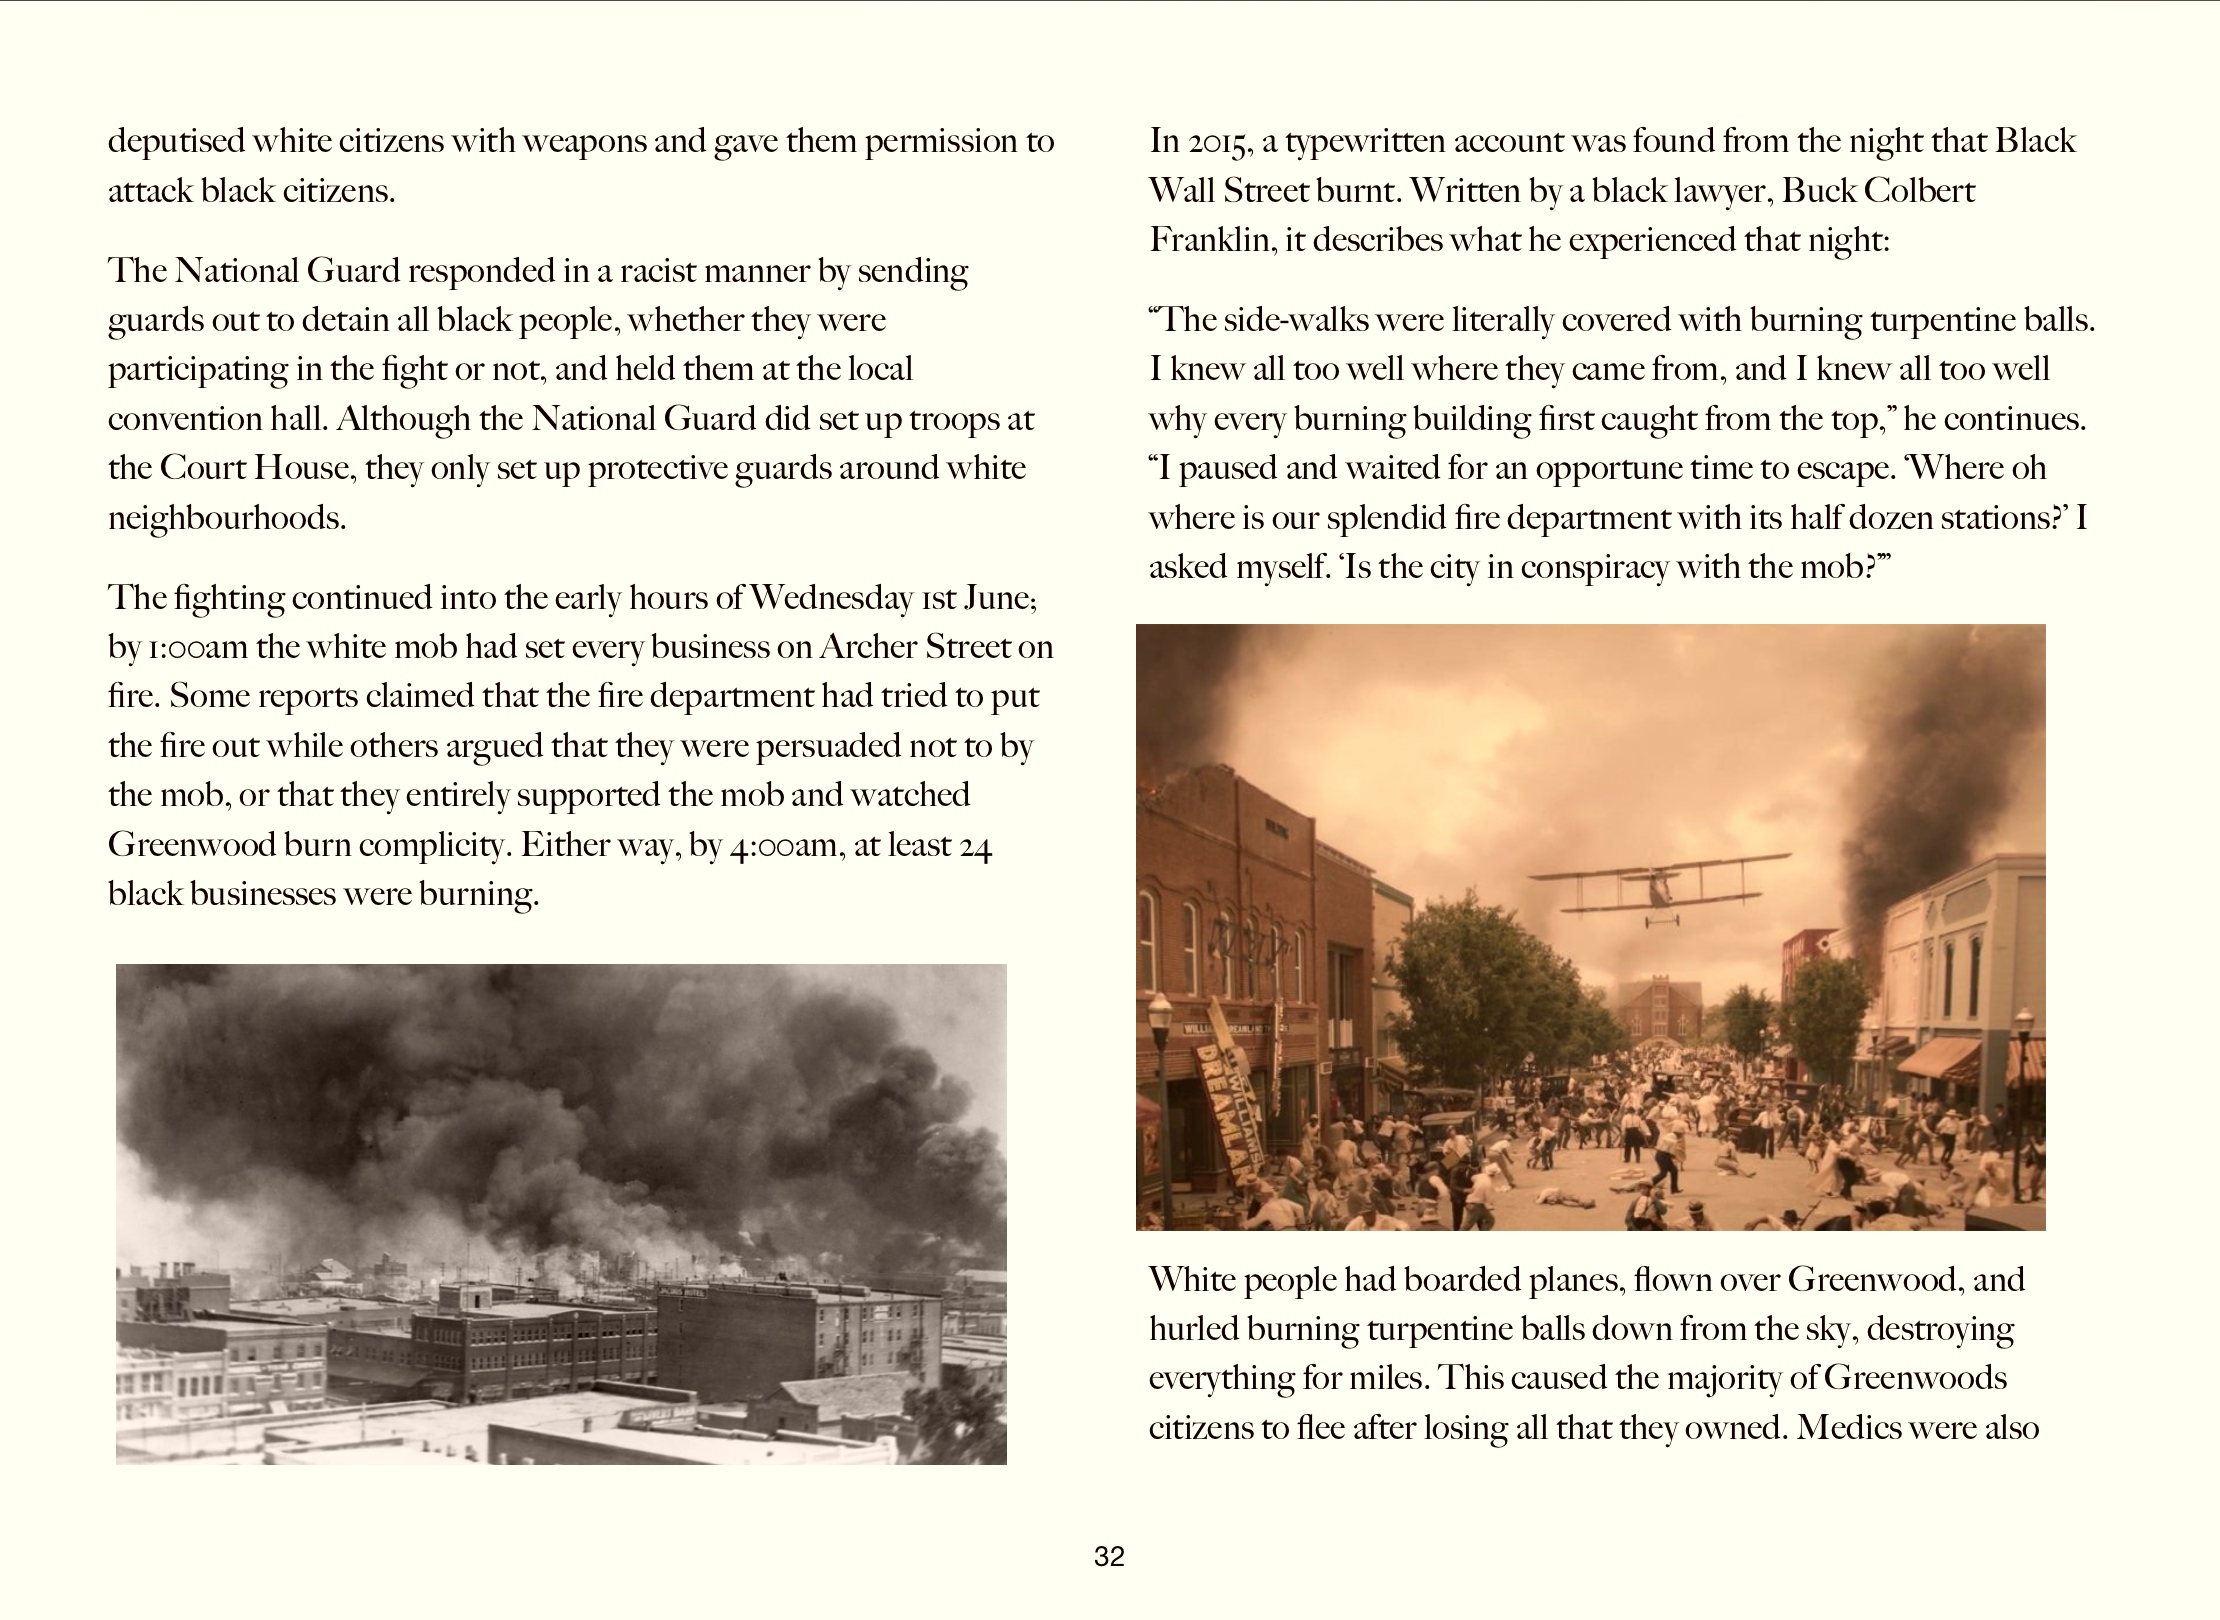 deputised white citizens with weapons and gave them permission to
attack black citizens.
The National Guard responded in a racist manner by sending
guards out to detain all black people, whether they were
participating in the fight or not, and held them at the local
convention hall. Although the National Guard did set up troops at
the Court House, they only set up protective guards around white
neighbourhoods.
The fighting continued into the early hours of Wednesday 1st June;
by 1:00am the white mob had set every business on Archer Street on
fire. Some reports claimed that the fire department had tried to put
the fire out while others argued that they were persuaded not to by
the mob, or that they entirely supported the mob and watched
Greenwood burn complicity. Either way, by 4:00am, at least 24
black businesses were burning.
HOTEL
In 2015, a typewritten account was found from the night that Black
Wall Street burnt. Written by a black lawyer, Buck Colbert
Franklin, it describes what he experienced that night:
“The side-walks were literally covered with burning turpentine balls.
I knew all too well where they came from, and I knew all too well
why every burning building first caught from the top,” he continues.
“I paused and waited for an opportune time to escape. ‘Where oh
where is our splendid fire department with its half dozen stations?’ I
asked myself. ‘Is the city in conspiracy with the mob?’”
DREAMLAN
WILLIAMS
White people had boarded planes, flown over Greenwood, and
hurled burning turpentine balls down from the sky, destroying
everything for miles. This caused the majority of Greenwoods
citizens to flee after losing all that they owned. Medics were also
32